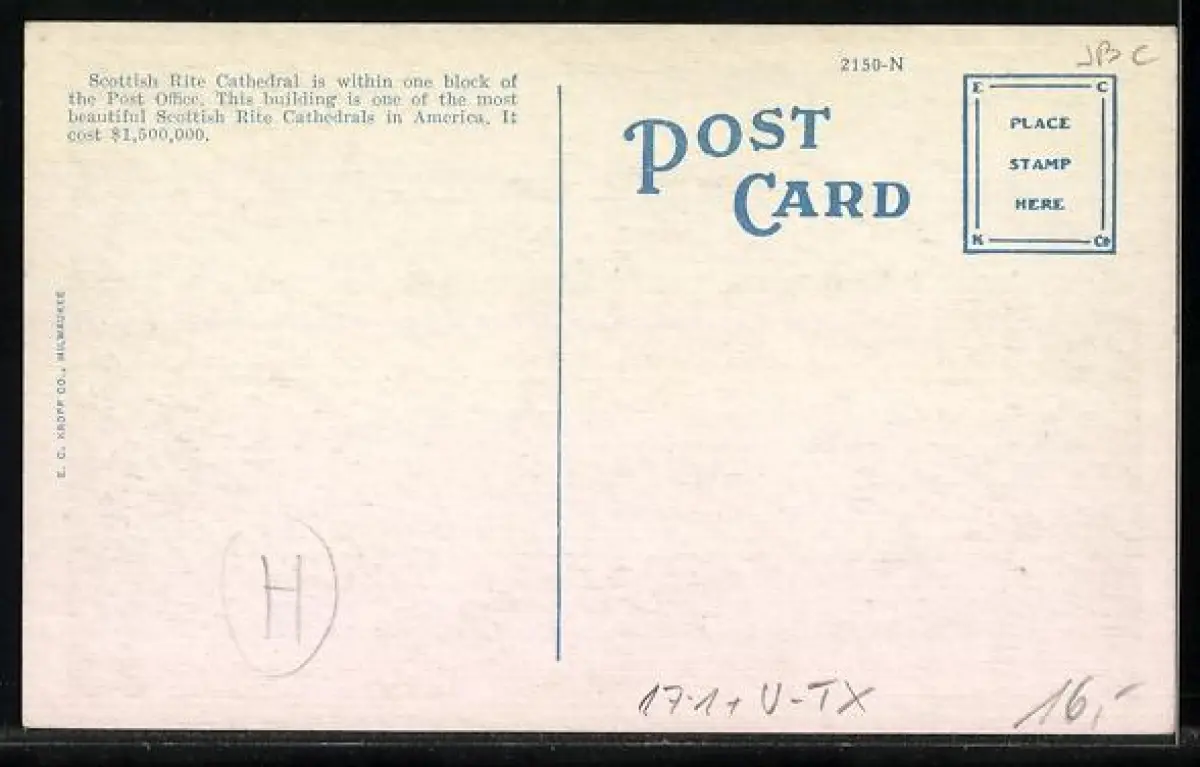 Scottish Rite Cathedral is within one block of
the Post Office. This building is one of the most
beautiful Scottish Rite Cathedrals in America. It
cost $1,500,000.
E. C. KROPP CO., MILWAUKEE
H
2150-N
JBC
POST
CARD
E C
PLACE
STAMP
HERE
K Co
V-TX
16,-